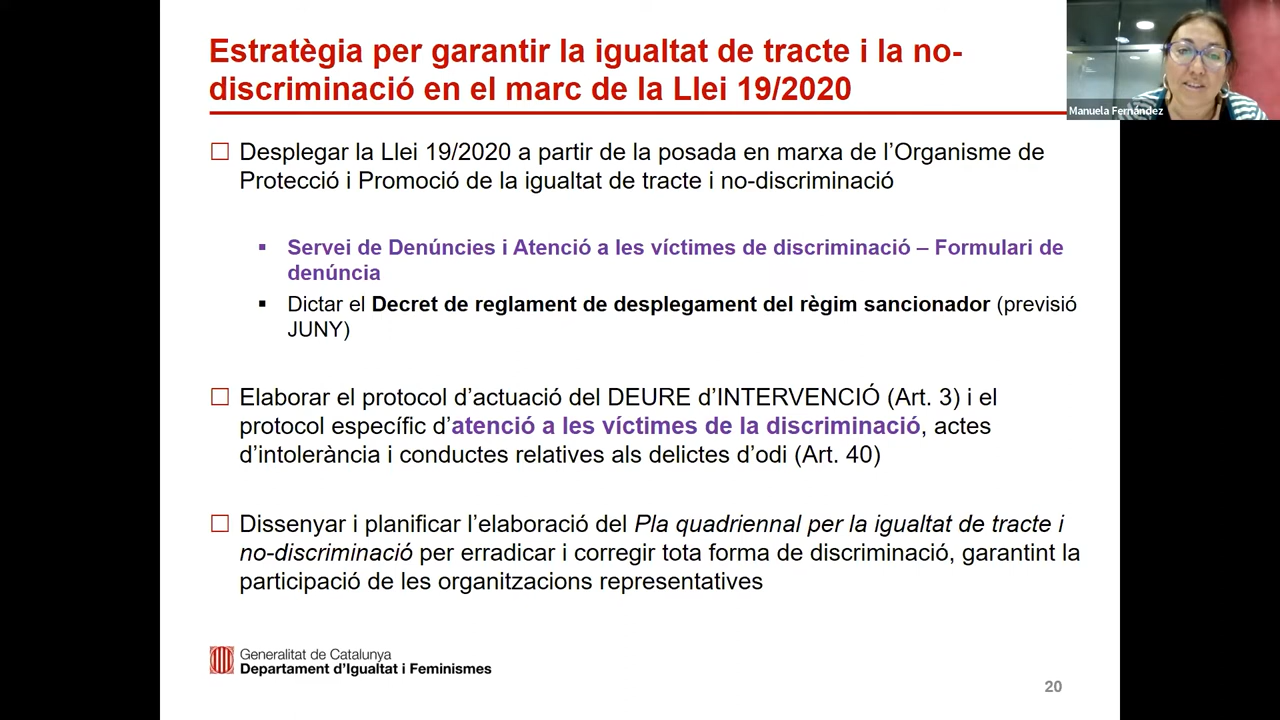 Estratègia per garantir la igualtat de tracte i la no-
discriminació en el marc de la Llei 19/2020
Manuela Fernández
☐ Desplegar la Llei 19/2020 a partir de la posada en marxa de l’Organisme de
Protecció i Promoció de la igualtat de tracte i no-discriminació
▪ Servei de Denúncies i Atenció a les víctimes de discriminació – Formulari de
denúncia
▪ Dictar el Decret de reglament de desplegament del règim sancionador (previsió
JUNY)
☐ Elaborar el protocol d’actuació del DEURE d’INTERVENCIÓ (Art. 3) i el
protocol específic d’atenció a les víctimes de la discriminació, actes
d’intolerància i conductes relatives als delictes d’odi (Art. 40)
☐ Dissenyar i planificar l’elaboració del Pla quadriennal per la igualtat de tracte i
no-discriminació per erradicar i corregir tota forma de discriminació, garantint la
participació de les organitzacions representatives
Generalitat de Catalunya
Departament d’Igualtat i Feminismes
20